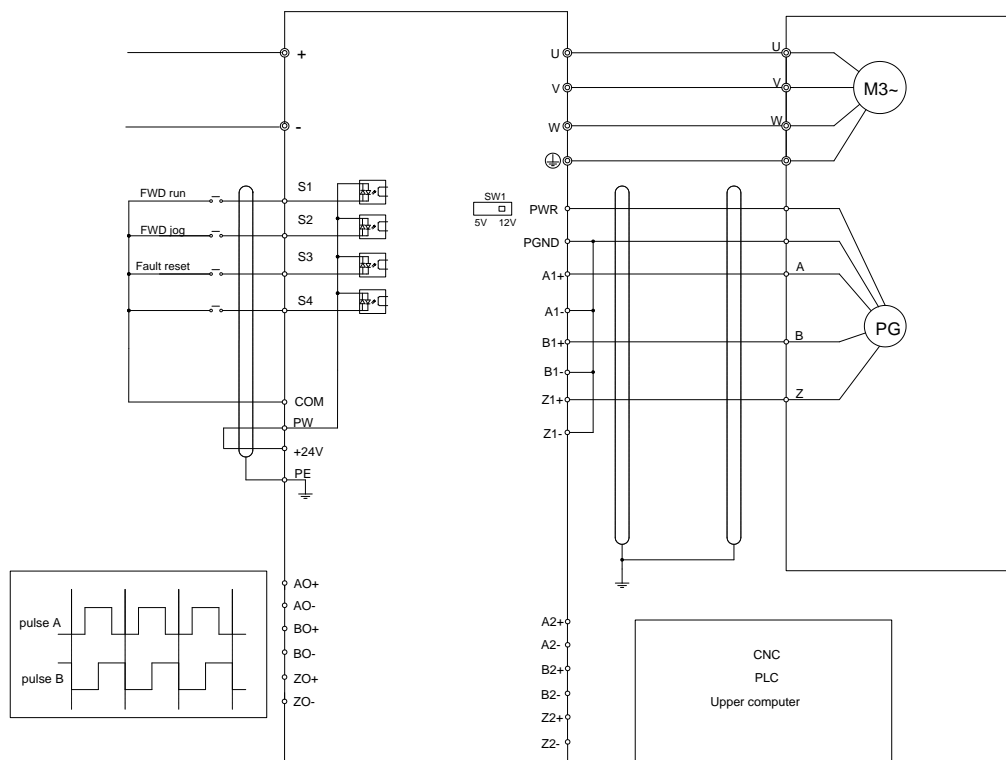 +
-
S1
FWD run
S2
FWD jog
S3
Fault reset
S4
COM
PW
+24V
PE
U
V
W
SW1
5V 12V
PWR
PGND
A1+
A1-
B1+
B1-
Z1+
Z1-
U
V
W
M3~
A
B
Z
PG
pulse A
pulse B
AO+
AO-
BO+
BO-
ZO+
ZO-
A2+
A2-
B2+
B2-
Z2+
Z2-
CNC
PLC
Upper computer